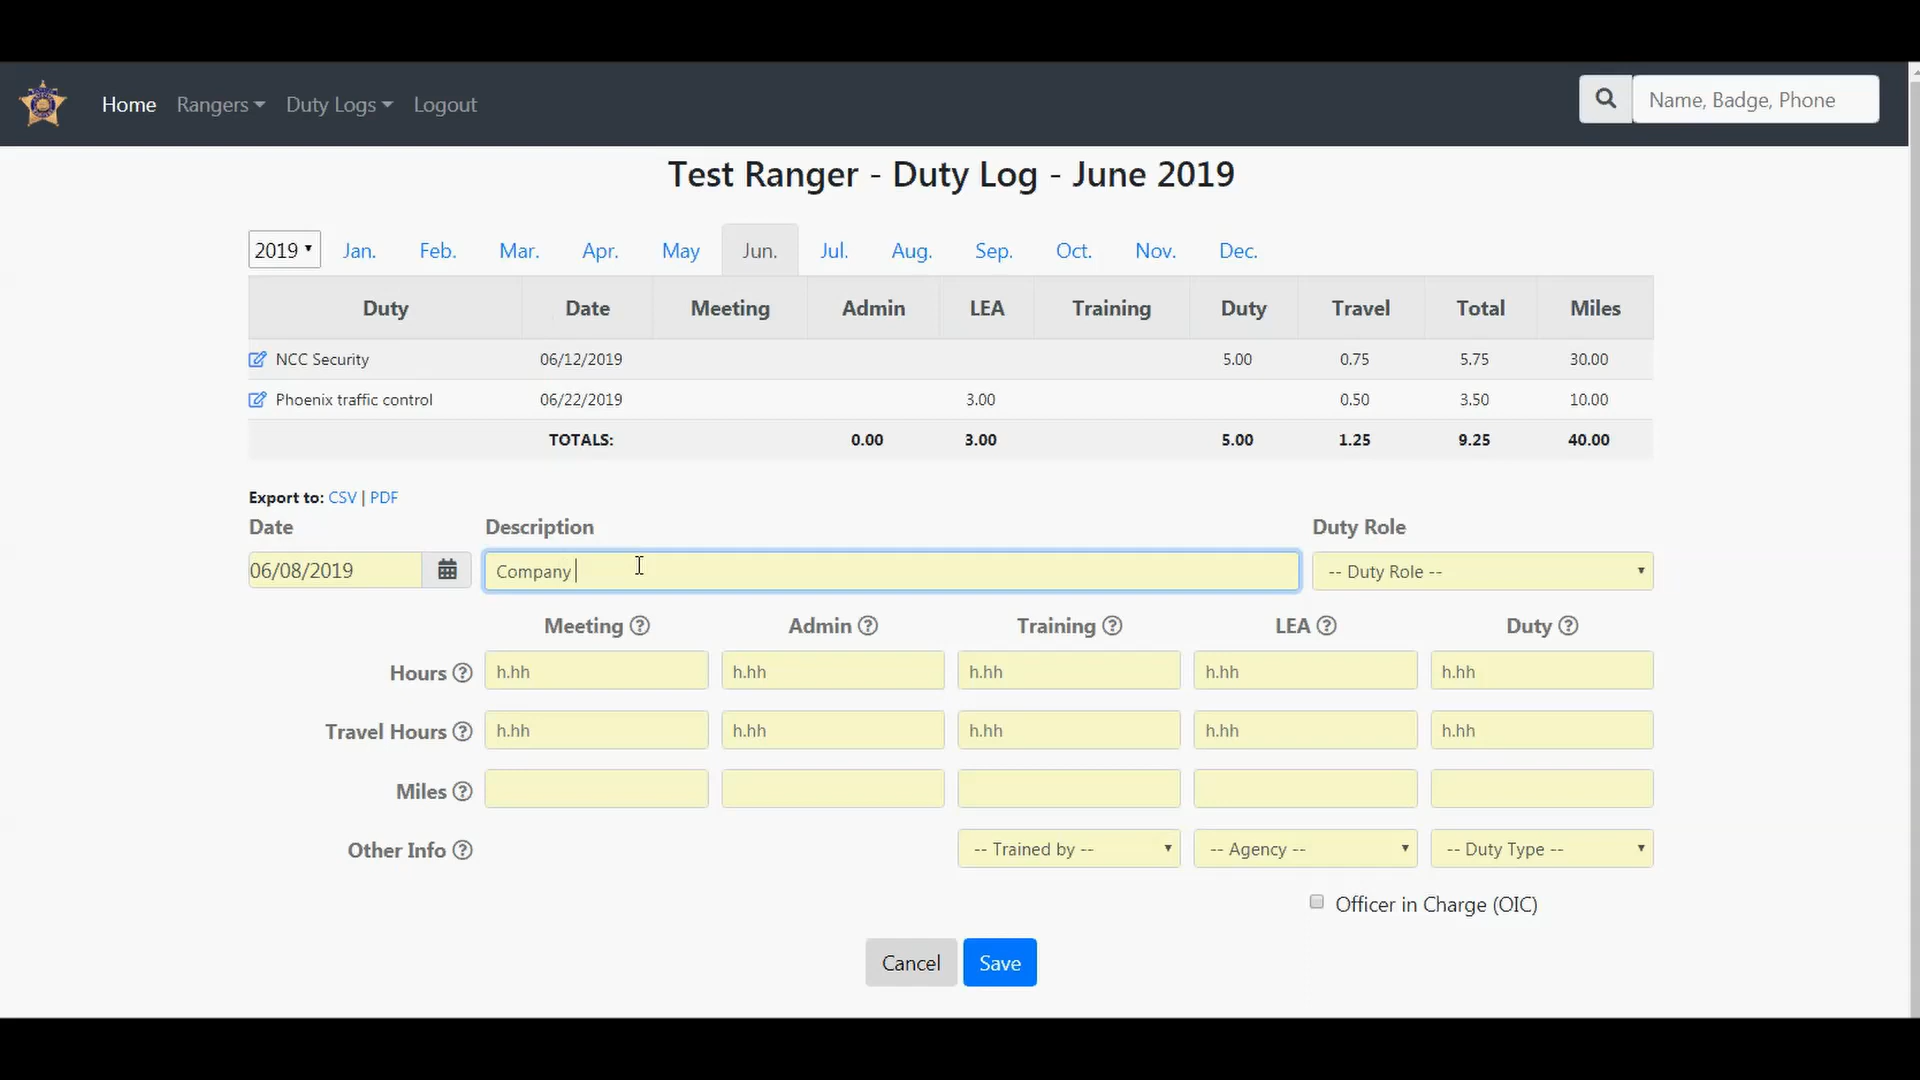 Home Rangers Duty Logs Logout Name, Badge, Phone
Test Ranger - Duty Log - June 2019
2019 Jan. Feb. Mar. Apr. May Jun. Jul. Aug. Sep. Oct. Nov. Dec.
Duty Date Meeting Admin LEA Training Duty Travel Total Miles
NCC Security 06/12/2019 5.00 0.75 5.75 30.00
Phoenix traffic control 06/22/2019 3.00 0.50 3.50 10.00
TOTALS: 0.00 3.00 5.00 1.25 9.25 40.00
Export to: CSV | PDF
Date Description Duty Role
06/08/2019 Company -- Duty Role --
Meeting Admin Training LEA Duty
Hours h.hh h.hh h.hh h.hh h.hh
Travel Hours h.hh h.hh h.hh h.hh h.hh
Miles
Other Info -- Trained by -- -- Agency -- -- Duty Type --
Officer in Charge (OIC)
Cancel Save